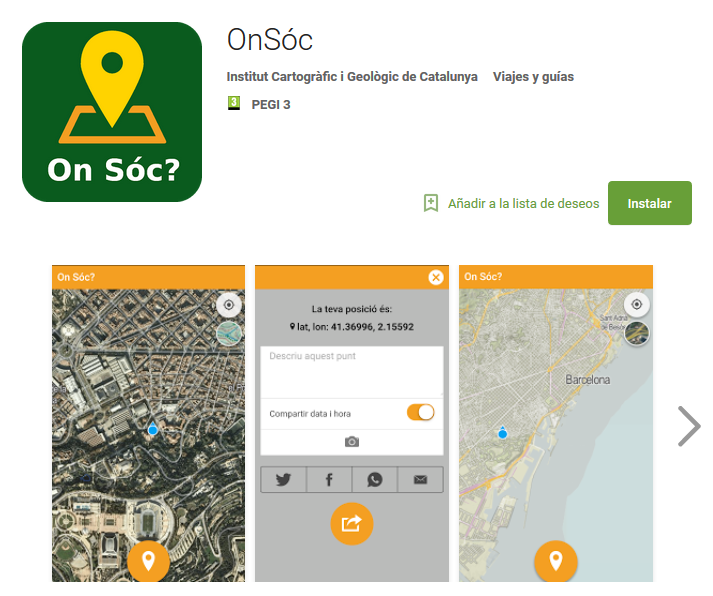 On Sóc?
OnSóc
Institut Cartogràfic i Geològic de Catalunya Viajes y guías
3 PEGI 3
Añadir a la lista de deseos Instalar
On Sóc?
La teva posició és:
lat, lon: 41.36996, 2.15592
Descriu aquest punt
Compartir data i hora
On Sóc?
Sant Adrià
de Besòs
Barcelona